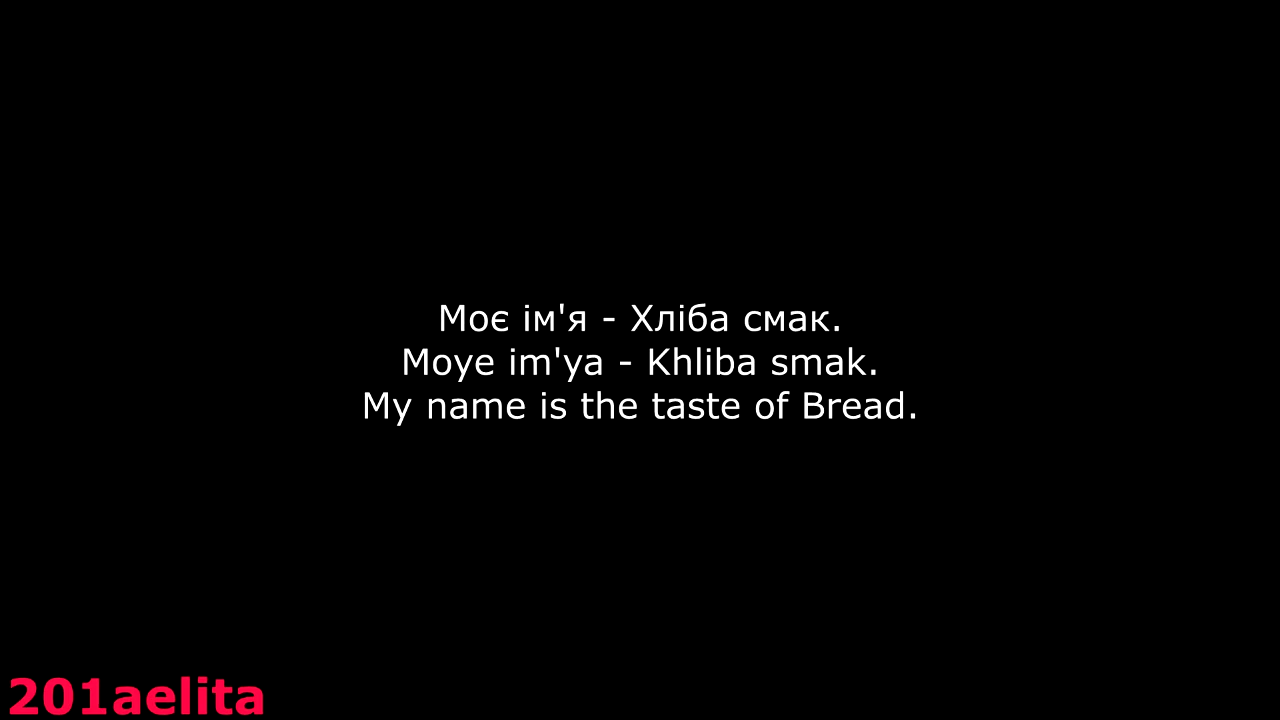 Моє ім'я - Хліба смак.
Moye im'ya - Khliba smak.
My name is the taste of Bread.
201aelita